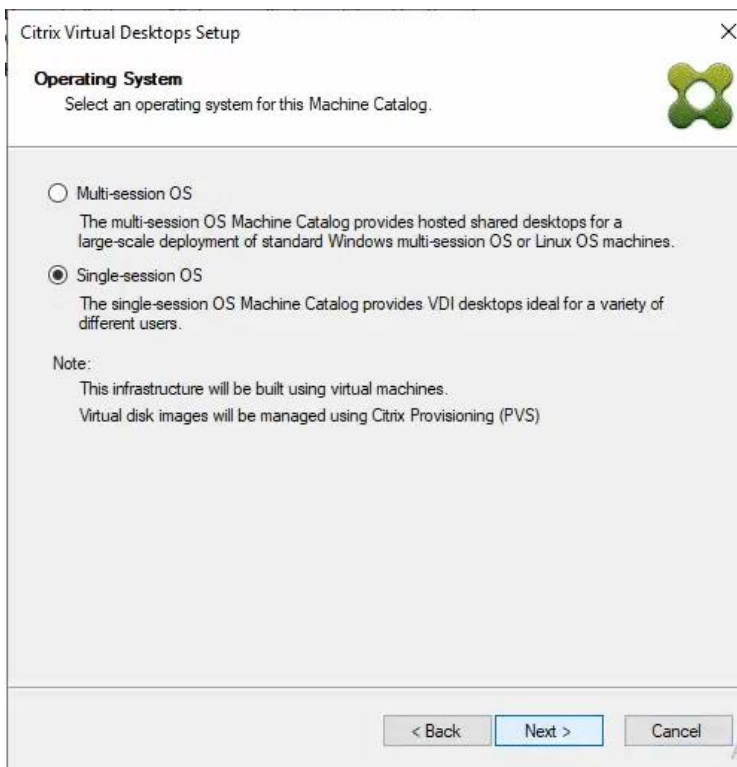 Citrix Virtual Desktops Setup
Operating System
Select an operating system for this Machine Catalog.
Multi-session OS
The multi-session OS Machine Catalog provides hosted shared desktops for a
large-scale deployment of standard Windows multi-session OS or Linux OS machines.
Single-session OS
The single-session OS Machine Catalog provides VDI desktops ideal for a variety of
different users.
Note:
This infrastructure will be built using virtual machines.
Virtual disk images will be managed using Citrix Provisioning (PVS)
< Back
Next >
Cancel